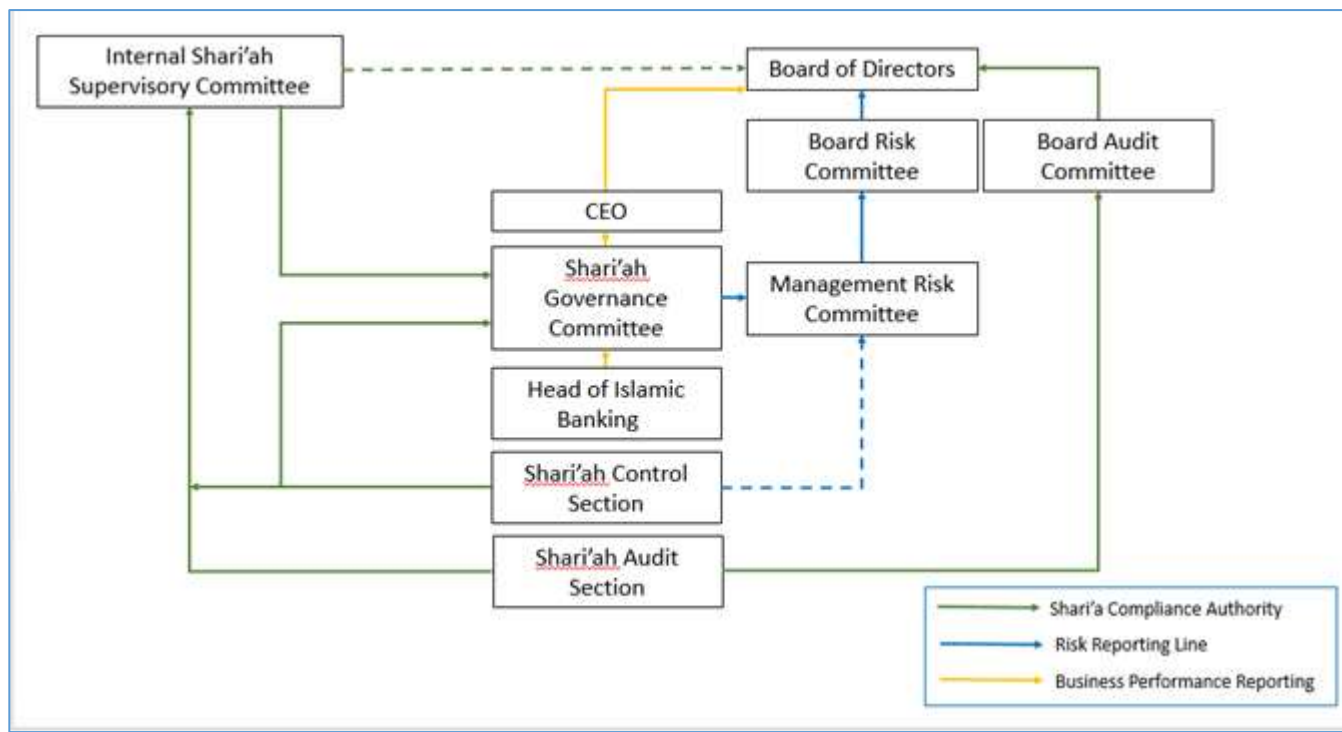 Internal Shari'ah
Supervisory Committee
Board of Directors
Board Risk
Committee
Board Audit
Committee
CEO
Shari'ah
Governance
Committee
Management Risk
Committee
Head of Islamic
Banking
Shari'ah Control
Section
Shari'ah Audit
Section
Shari'a Compliance Authority
Risk Reporting Line
Business Performance Reporting